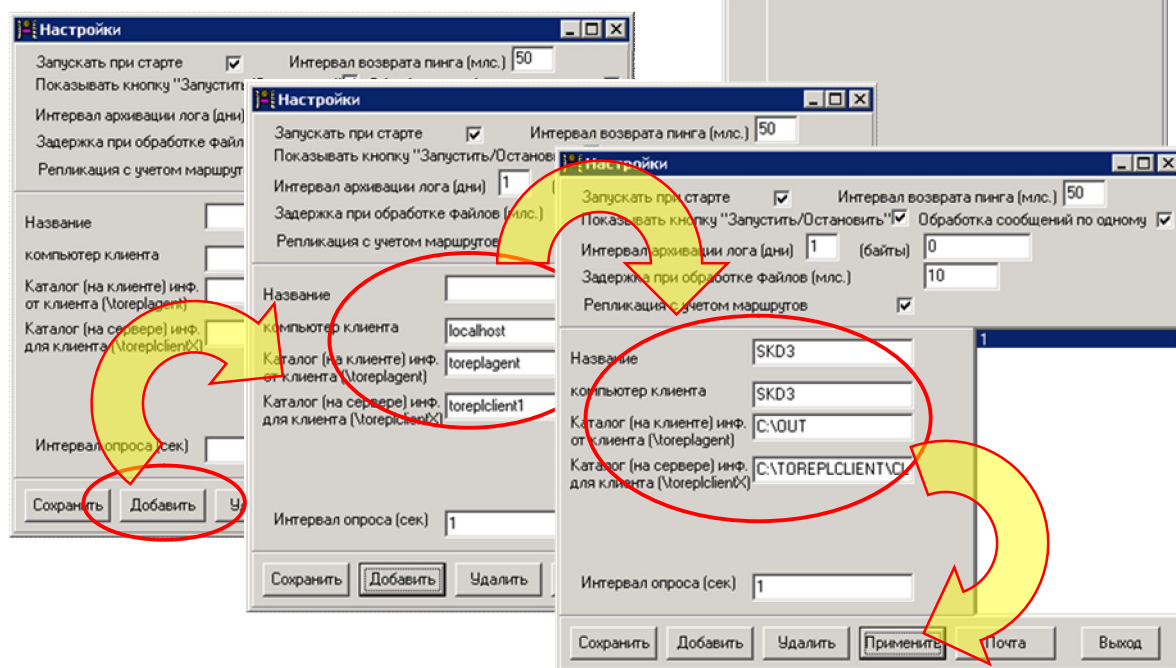 Настройки
Запускать при старте
Интервал возврата пинга (млс.) 50
Показывать кнопку "Запустить
Интервал архивации лога (дни)
Задержка при обработке файл
Репликация с учетом маршрут
Название
компьютер клиента
Каталог (на клиенте) инф.
от клиента (\toreplagent)
Каталог (на сервере) инф.
для клиента (\toreplclientX)
Интервал опроса (сек)
Сохранить Добавить
Настройки
Запускать при старте
Интервал возврата пинга (млс.) 50
Показывать кнопку "Запустить/Останови
Интервал архивации лога (дни) 1
Задержка при обработке файлов (млс.)
Репликация с учетом маршрутов
Название
компьютер клиента localhost
Каталог (на клиенте) инф. toreplagent
от клиента (\toreplagent)
Каталог (на сервере) инф. toreplclient1
для клиента (\toreplclientX)
Интервал опроса (сек) 1
Сохранить Добавить Удалить
Настройки
Запускать при старте
Интервал возврата пинга (млс.) 50
Показывать кнопку "Запустить/Остановить" Обработка сообщений по одному
Интервал архивации лога (дни) 1 (байты) 0
Задержка при обработке файлов (млс.) 10
Репликация с учетом маршрутов
Название SKD3
компьютер клиента SKD3
Каталог (на клиенте) инф. C:\OUT
от клиента (\toreplagent)
Каталог (на сервере) инф. C:\TOREPLCLIENT\CL
для клиента (\toreplclientX)
1
Интервал опроса (сек) 1
Сохранить Добавить Удалить Применить Почта Выход